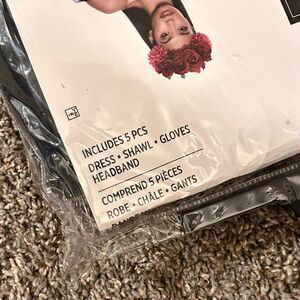 INCLUDES 5 PCS
DRESS • SHAWL • GLOVES
HEADBAND
COMPREND 5 PIÈCES
ROBE • CHÂLE • GANTS